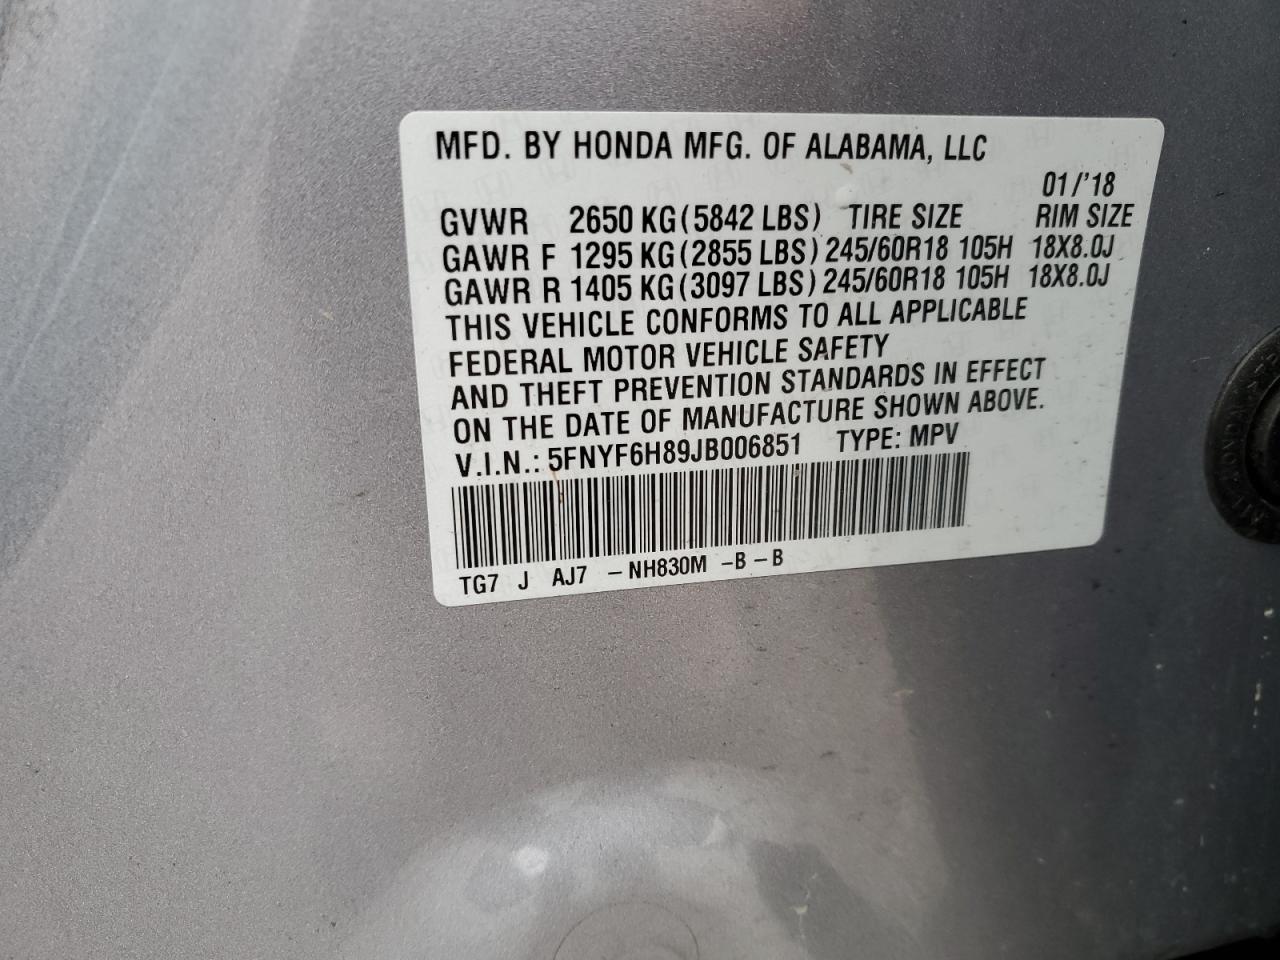 MFD. BY HONDA MFG. OF ALABAMA, LLC
01/'18
GVWR 2650 KG (5842 LBS) TIRE SIZE RIM SIZE
GAWR F 1295 KG (2855 LBS) 245/60R18 105H 18X8.0J
GAWR R 1405 KG (3097 LBS) 245/60R18 105H 18X8.0J
THIS VEHICLE CONFORMS TO ALL APPLICABLE
FEDERAL MOTOR VEHICLE SAFETY
AND THEFT PREVENTION STANDARDS IN EFFECT
ON THE DATE OF MANUFACTURE SHOWN ABOVE.
V.I.N.: 5FNYF6H89JB006851 TYPE: MPV
TG7 J AJ7 -NH830M -B-B